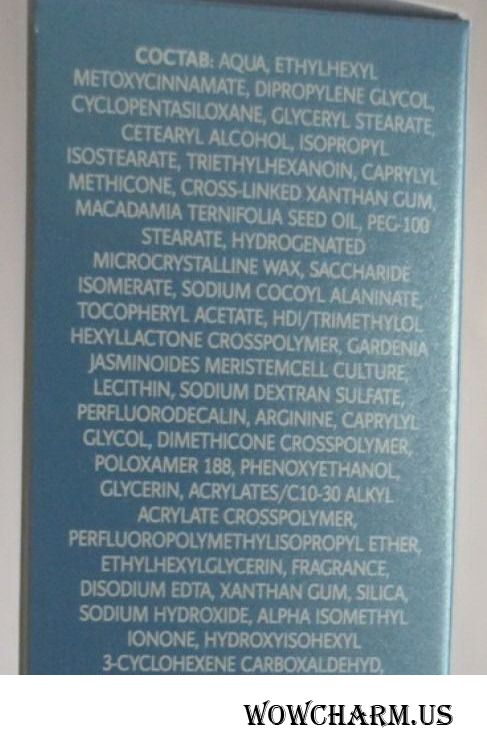 СОСТАВ: AQUA, ETHYLHEXYL
METOXYCINNAMATE, DIPROPYLENE GLYCOL,
CYCLOPENTASILOXANE, GLYCERYL STEARATE,
CETEARYL ALCOHOL, ISOPROPYL
ISOSTEARATE, TRIETHYLHEXANOIN, CAPRYLYL
METHICONE, CROSS-LINKED XANTHAN GUM,
MACADAMIA TERNIFOLIA SEED OIL, PEG-100
STEARATE, HYDROGENATED
MICROCRYSTALLINE WAX, SACCHARIDE
ISOMERATE, SODIUM COCOYL ALANINATE,
TOCOPHERYL ACETATE, HDI/TRIMETHYLOL
HEXYLLACTONE CROSSPOLYMER, GARDENIA
JASMINOIDES MERISTEMCELL CULTURE,
LECITHIN, SODIUM DEXTRAN SULFATE,
PERFLUORODECALIN, ARGININE, CAPRYLYL
GLYCOL, DIMETHICONE CROSSPOLYMER,
POLOXAMER 188, PHENOXYETHANOL,
GLYCERIN, ACRYLATES/C10-30 ALKYL
ACRYLATE CROSSPOLYMER,
PERFLUOROPOLYMETHYLISOPROPYL ETHER,
ETHYLHEXYLGLYCERIN, FRAGRANCE,
DISODIUM EDTA, XANTHAN GUM, SILICA,
SODIUM HYDROXIDE, ALPHA ISOMETHYL
IONONE, HYDROXYISOHEXYL
3-CYCLOHEXENE CARBOXALDEHYD,
WOWCHARM.US